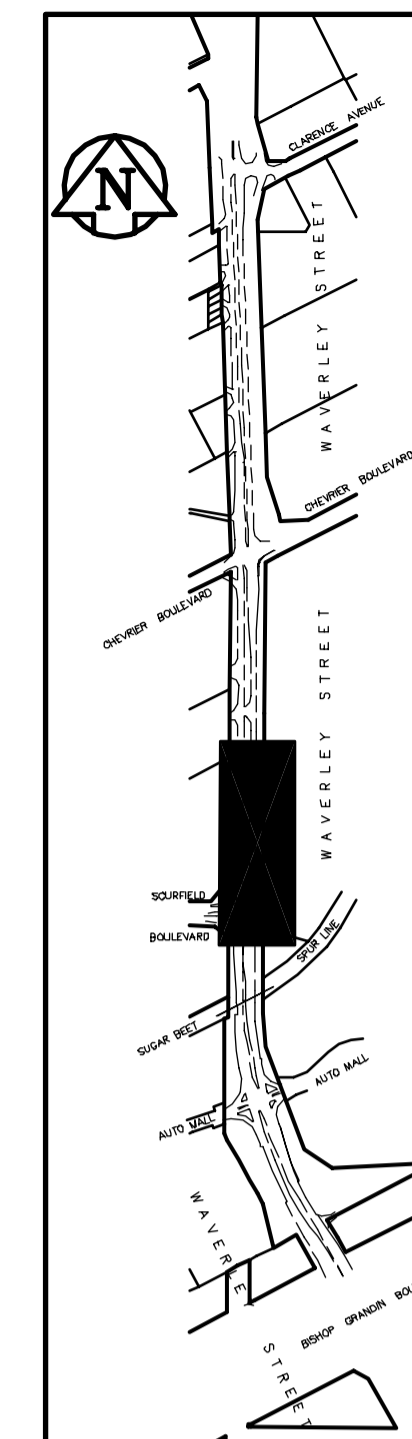 CLARENCE AVENUE
N
WAVERLEY STREET
CHEVRIER BOULEVARD
CHEVRIER BOULEVARD
WAVERLEY STREET
SCURFIELD
BOULEVARD
SPUR LINE
SUGAR BEET
AUTO MALL
AUTO MALL
WAVERLEY
STREET
BISHOP GRANDIN BOU